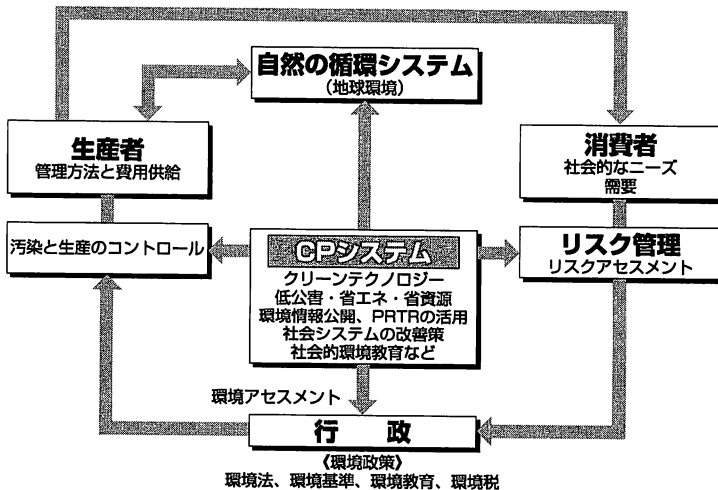 自然の循環システム
(地球環境)
生産者
管理方法と費用供給
消費者
社会的なニーズ
需要
汚染と生産のコントロール
CPシステム
クリーンテクノロジー
低公害・省エネ・省資源
環境情報公開、PRTRの活用
社会システムの改善策
社会的環境教育など
リスク管理
リスクアセスメント
環境アセスメント
行 政
《環境政策》
環境法、環境基準、環境教育、環境税